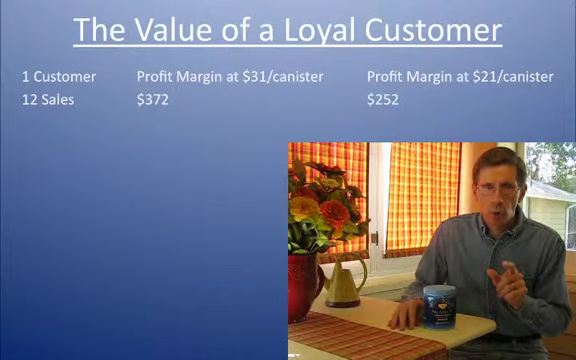 The Value of a Loyal Customer
1 Customer Profit Margin at $31/canister Profit Margin at $21/canister
12 Sales $372 $252